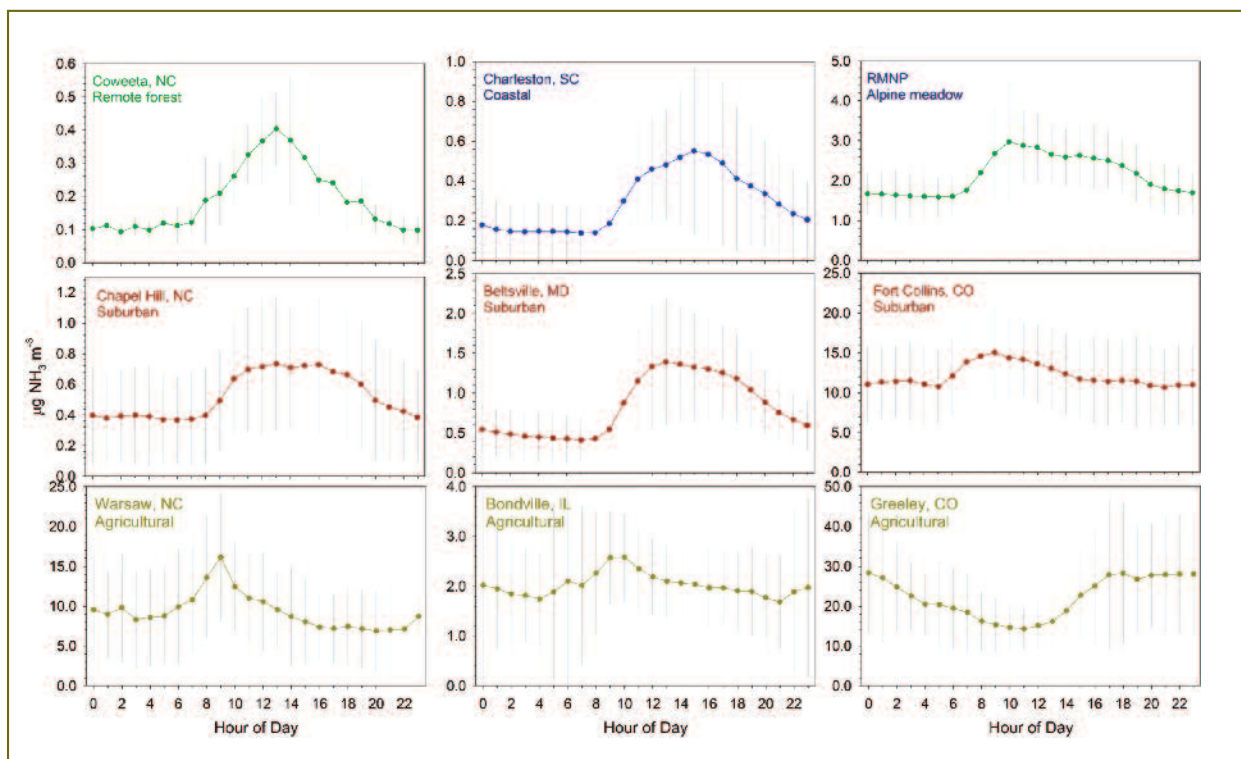 0.6
0.5
0.4
0.3
0.2
0.1
0.0
Coweeta, NC
Remote forest
1.0
0.8
0.6
0.4
0.2
0.0
Charleston, SC
Coastal
5.0
4.0
3.0
2.0
1.0
0.0
RMNP
Alpine meadow
µg NH₃ m⁻³
1.2
1.0
0.8
0.6
0.4
0.2
0.0
Chapel Hill, NC
Suburban
2.5
2.0
1.5
1.0
0.5
0.0
Beltsville, MD
Suburban
25.0
20.0
15.0
10.0
5.0
0.0
Fort Collins, CO
Suburban
25.0
20.0
15.0
10.0
5.0
0.0
Warsaw, NC
Agricultural
4.0
3.0
2.0
1.0
0.0
Bondville, IL
Agricultural
50.0
40.0
30.0
20.0
10.0
0.0
Greeley, CO
Agricultural
0 2 4 6 8 10 12 14 16 18 20 22
0 2 4 6 8 10 12 14 16 18 20 22
0 2 4 6 8 10 12 14 16 18 20 22
Hour of Day
Hour of Day
Hour of Day